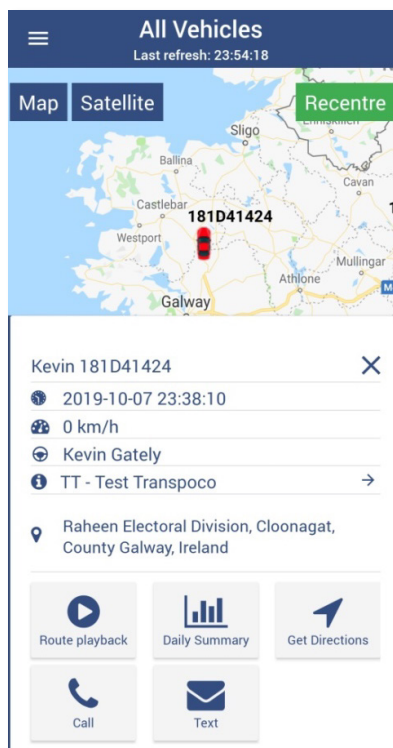 All Vehicles
Last refresh: 23:54:18
Map
Satellite
Recentre
Sligo
Enniskillen
Ballina
Cavan
Castlebar
181D41424
Westport
Mullingar
Athlone
M
Galway
Kevin 181D41424
2019-10-07 23:38:10
0 km/h
Kevin Gately
TT - Test Transpoco
Raheen Electoral Division, Cloonagat,
County Galway, Ireland
Route playback
Daily Summary
Get Directions
Call
Text